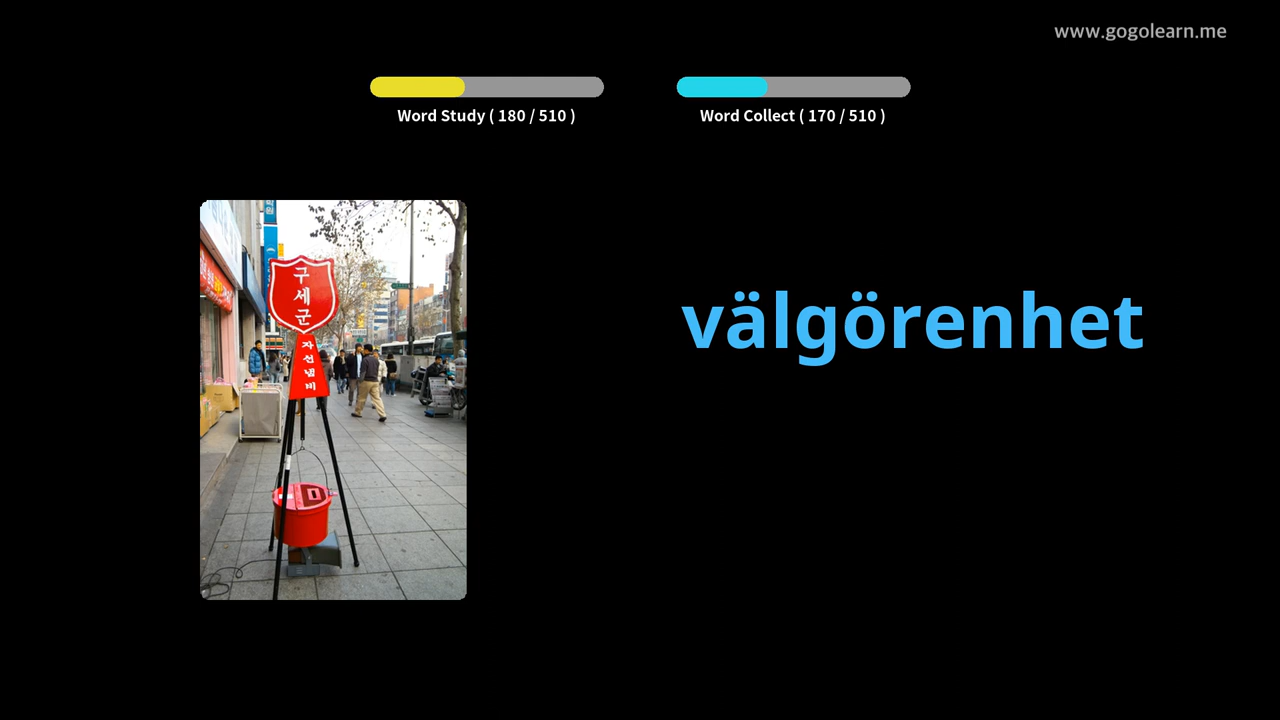 www.gogolearn.me
Word Study ( 180 / 510 )
Word Collect ( 170 / 510 )
구세군
자선냄비
välgörenhet